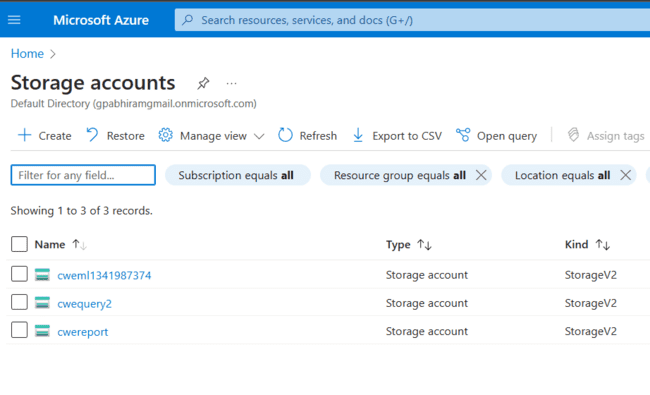 Microsoft Azure
Search resources, services, and docs (G+/)
Home
Storage accounts
Default Directory (gpabhiramgmail.onmicrosoft.com)
Create Restore Manage view Refresh Export to CSV Open query Assign tags
Filter for any field... Subscription equals all Resource group equals all Location equals all
Showing 1 to 3 of 3 records.
Name Type Kind
cweml1341987374 Storage account StorageV2
cwequery2 Storage account StorageV2
cwereport Storage account StorageV2